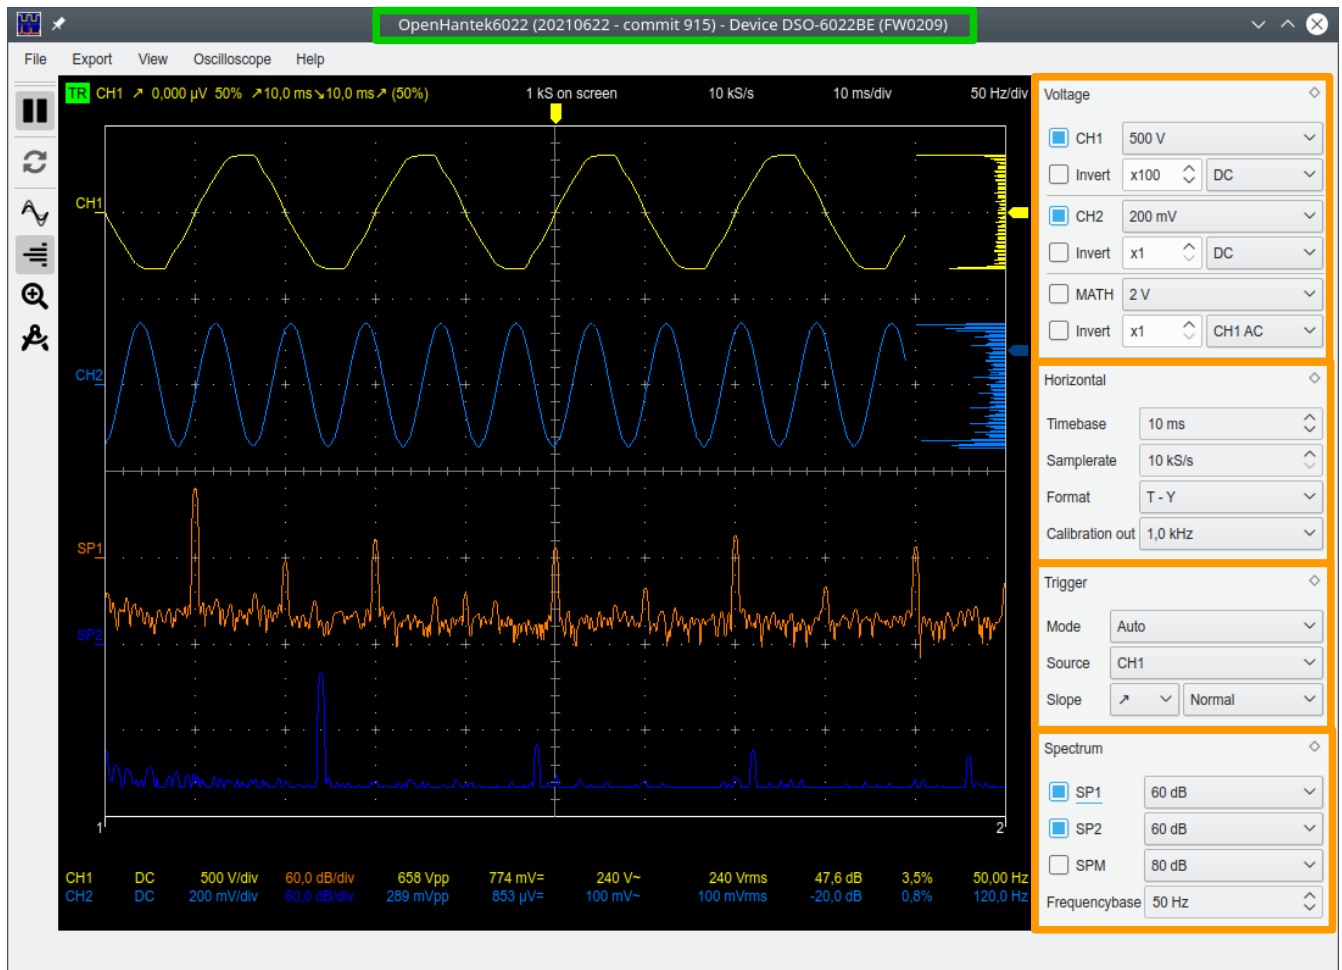 OpenHantek6022 (20210622 - commit 915) - Device DSO-6022BE (FW0209)
File Export View Oscilloscope Help
TR CH1 ↗ 0,000 µV 50% ↗10,0 ms↘10,0 ms↗ (50%) 1 kS on screen 10 kS/s 10 ms/div 50 Hz/div
CH1
CH2
SP1
SP2
1 2
CH1 DC 500 V/div 60,0 dB/div 658 Vpp 774 mV= 240 V~ 240 Vrms 47,6 dB 3,5% 50,00 Hz
CH2 DC 200 mV/div 60,0 dB/div 289 mVpp 853 µV= 100 mV~ 100 mVrms -20,0 dB 0,8% 120,0 Hz
Voltage
CH1 500 V
Invert x100 DC
CH2 200 mV
Invert x1 DC
MATH 2 V
Invert x1 CH1 AC
Horizontal
Timebase 10 ms
Samplerate 10 kS/s
Format T - Y
Calibration out 1,0 kHz
Trigger
Mode Auto
Source CH1
Slope ↗ Normal
Spectrum
SP1 60 dB
SP2 60 dB
SPM 80 dB
Frequencybase 50 Hz